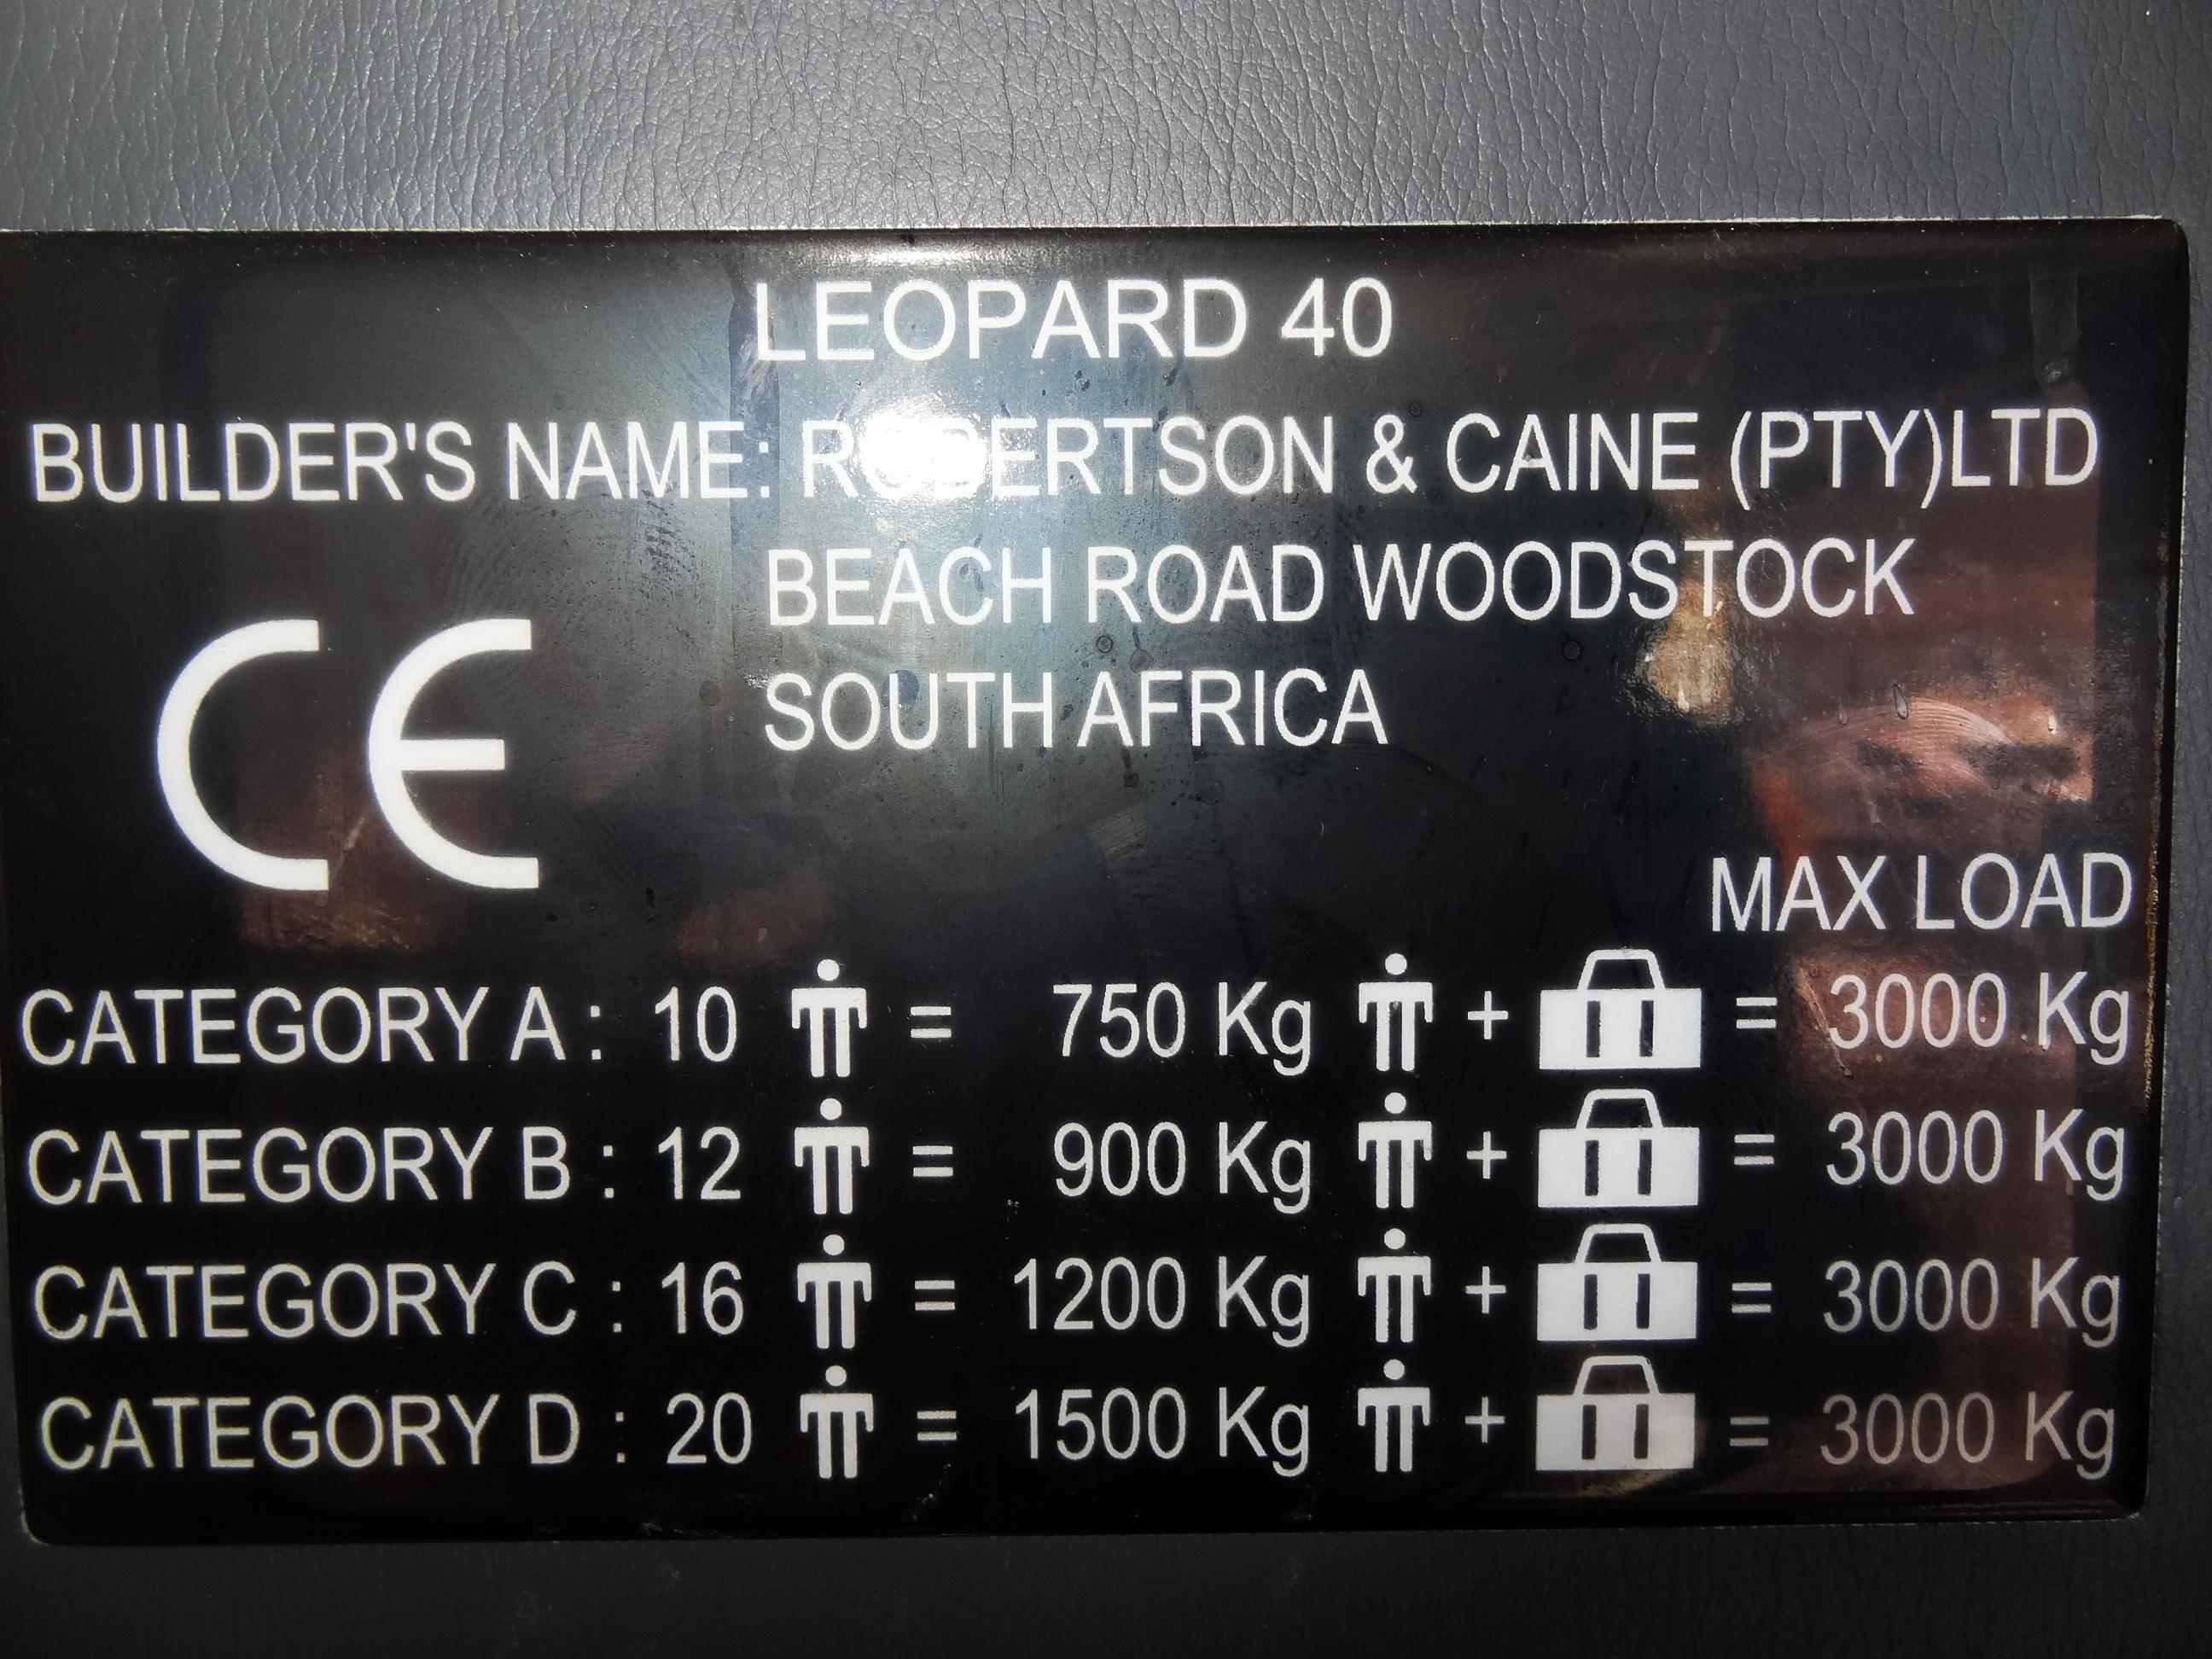 LEOPARD 40
BUILDER'S NAME: ROBERTSON & CAINE (PTY)LTD
BEACH ROAD WOODSTOCK
SOUTH AFRICA
CE
MAX LOAD
CATEGORY A : 10 = 750 Kg + = 3000 Kg
CATEGORY B : 12 = 900 Kg + = 3000 Kg
CATEGORY C : 16 = 1200 Kg + = 3000 Kg
CATEGORY D : 20 = 1500 Kg + = 3000 Kg